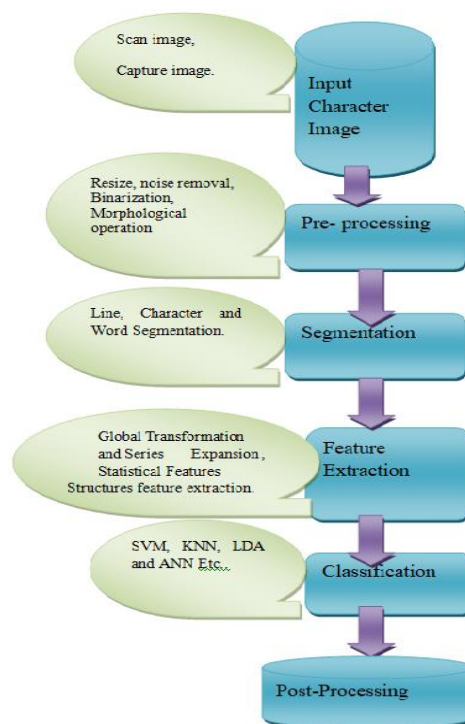 Scan image,
Capture image.
Input
Character
Image
Resize, noise removal,
Binarization,
Morphological
operation
Pre- processing
Line, Character and
Word Segmentation.
Segmentation
Global Transformation
and Series Expansion,
Statistical Features
Structures feature extraction.
Feature
Extraction
SVM, KNN, LDA
and ANN Etc..
Classification
Post-Processing